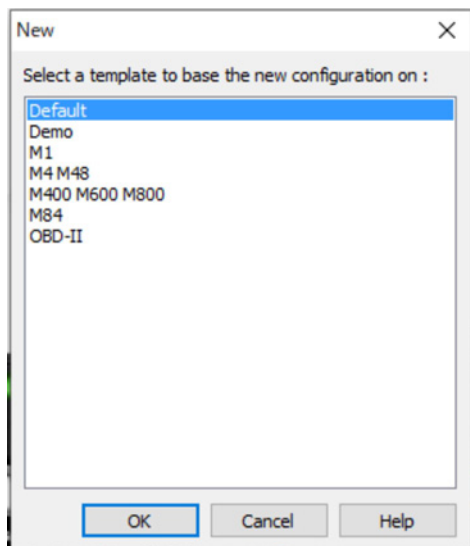 New
Select a template to base the new configuration on :
Default
Demo
M1
M4 M48
M400 M600 M800
M84
OBD-II
OK
Cancel
Help